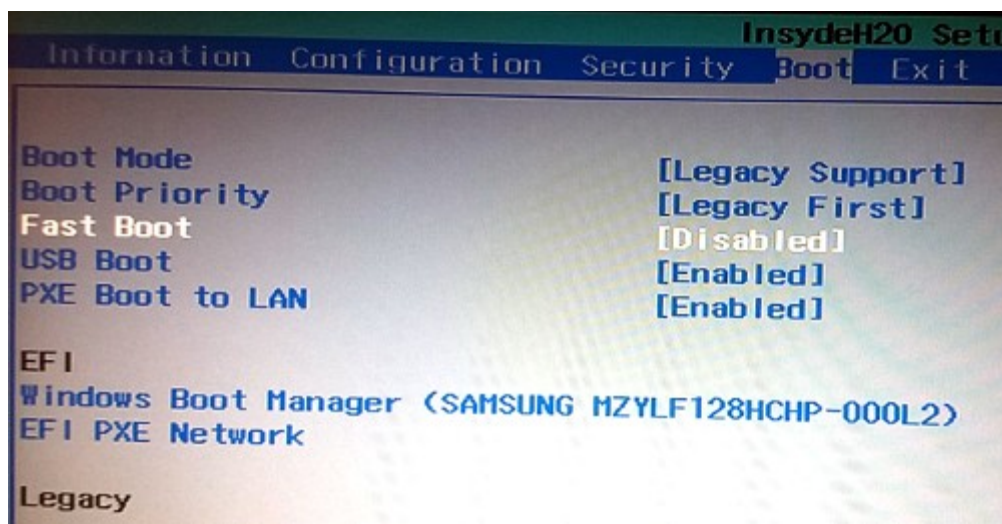 InsydeH20 Setu
Information Configuration Security Boot Exit
Boot Mode [Legacy Support]
Boot Priority [Legacy First]
Fast Boot [Disabled]
USB Boot [Enabled]
PXE Boot to LAN [Enabled]
EFI
Windows Boot Manager (SAMSUNG MZYLF128HCHP-000L2)
EFI PXE Network
Legacy